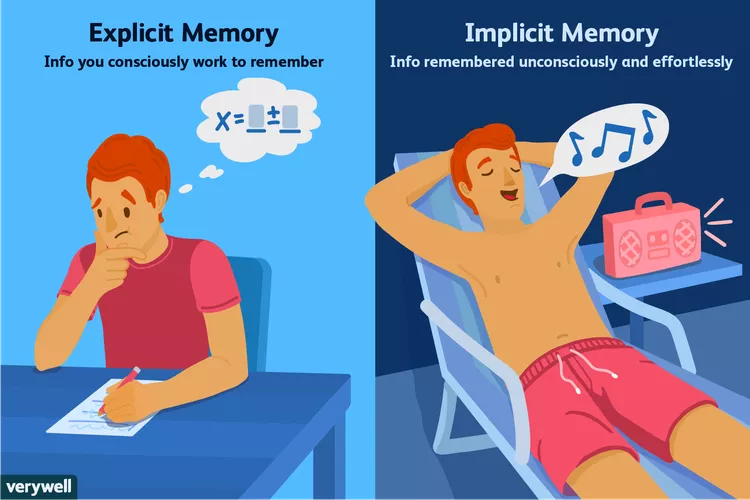 Explicit Memory
Info you consciously work to remember
x=_±_
Implicit Memory
Info remembered unconsciously and effortlessly
verywell